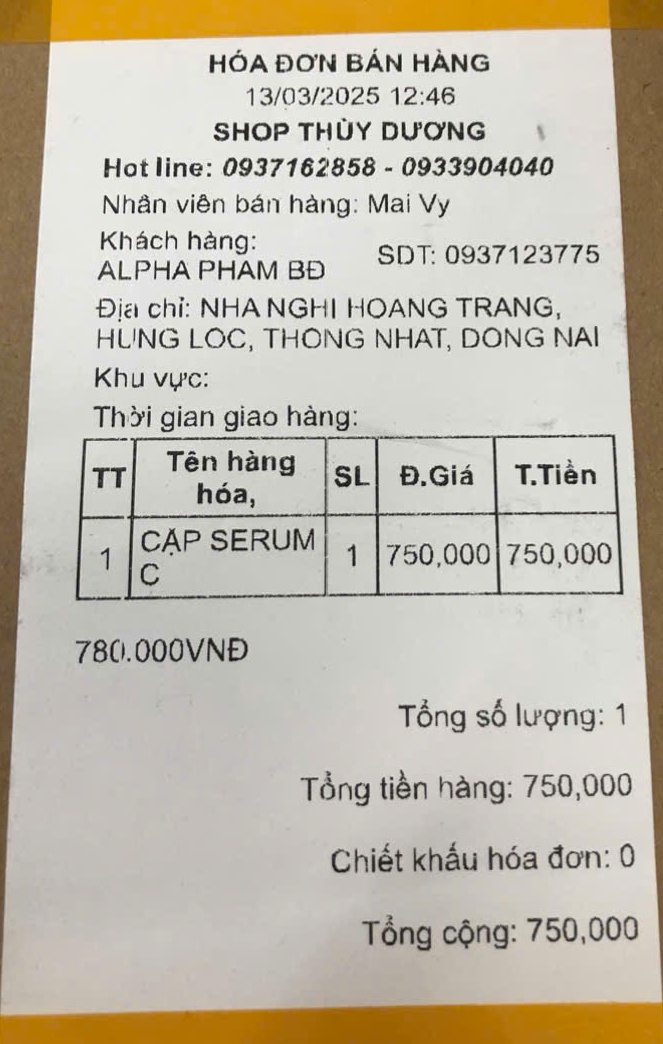 HÓA ĐƠN BÁN HÀNG
13/03/2025 12:46
SHOP THÙY DƯƠNG
Hot line: 0937162858 - 0933904040
Nhân viên bán hàng: Mai Vy
Khách hàng:
ALPHA PHAM BĐ
SDT: 0937123775
Địa chỉ: NHA NGHI HOANG TRANG,
HUNG LOC, THONG NHAT, DONG NAI
Khu vực:
Thời gian giao hàng:
TT Tên hàng hóa, SL Đ.Giá T.Tiền
1 CẶP SERUM C 1 750,000 750,000
780.000VNĐ
Tổng số lượng: 1
Tổng tiền hàng: 750,000
Chiết khấu hóa đơn: 0
Tổng cộng: 750,000